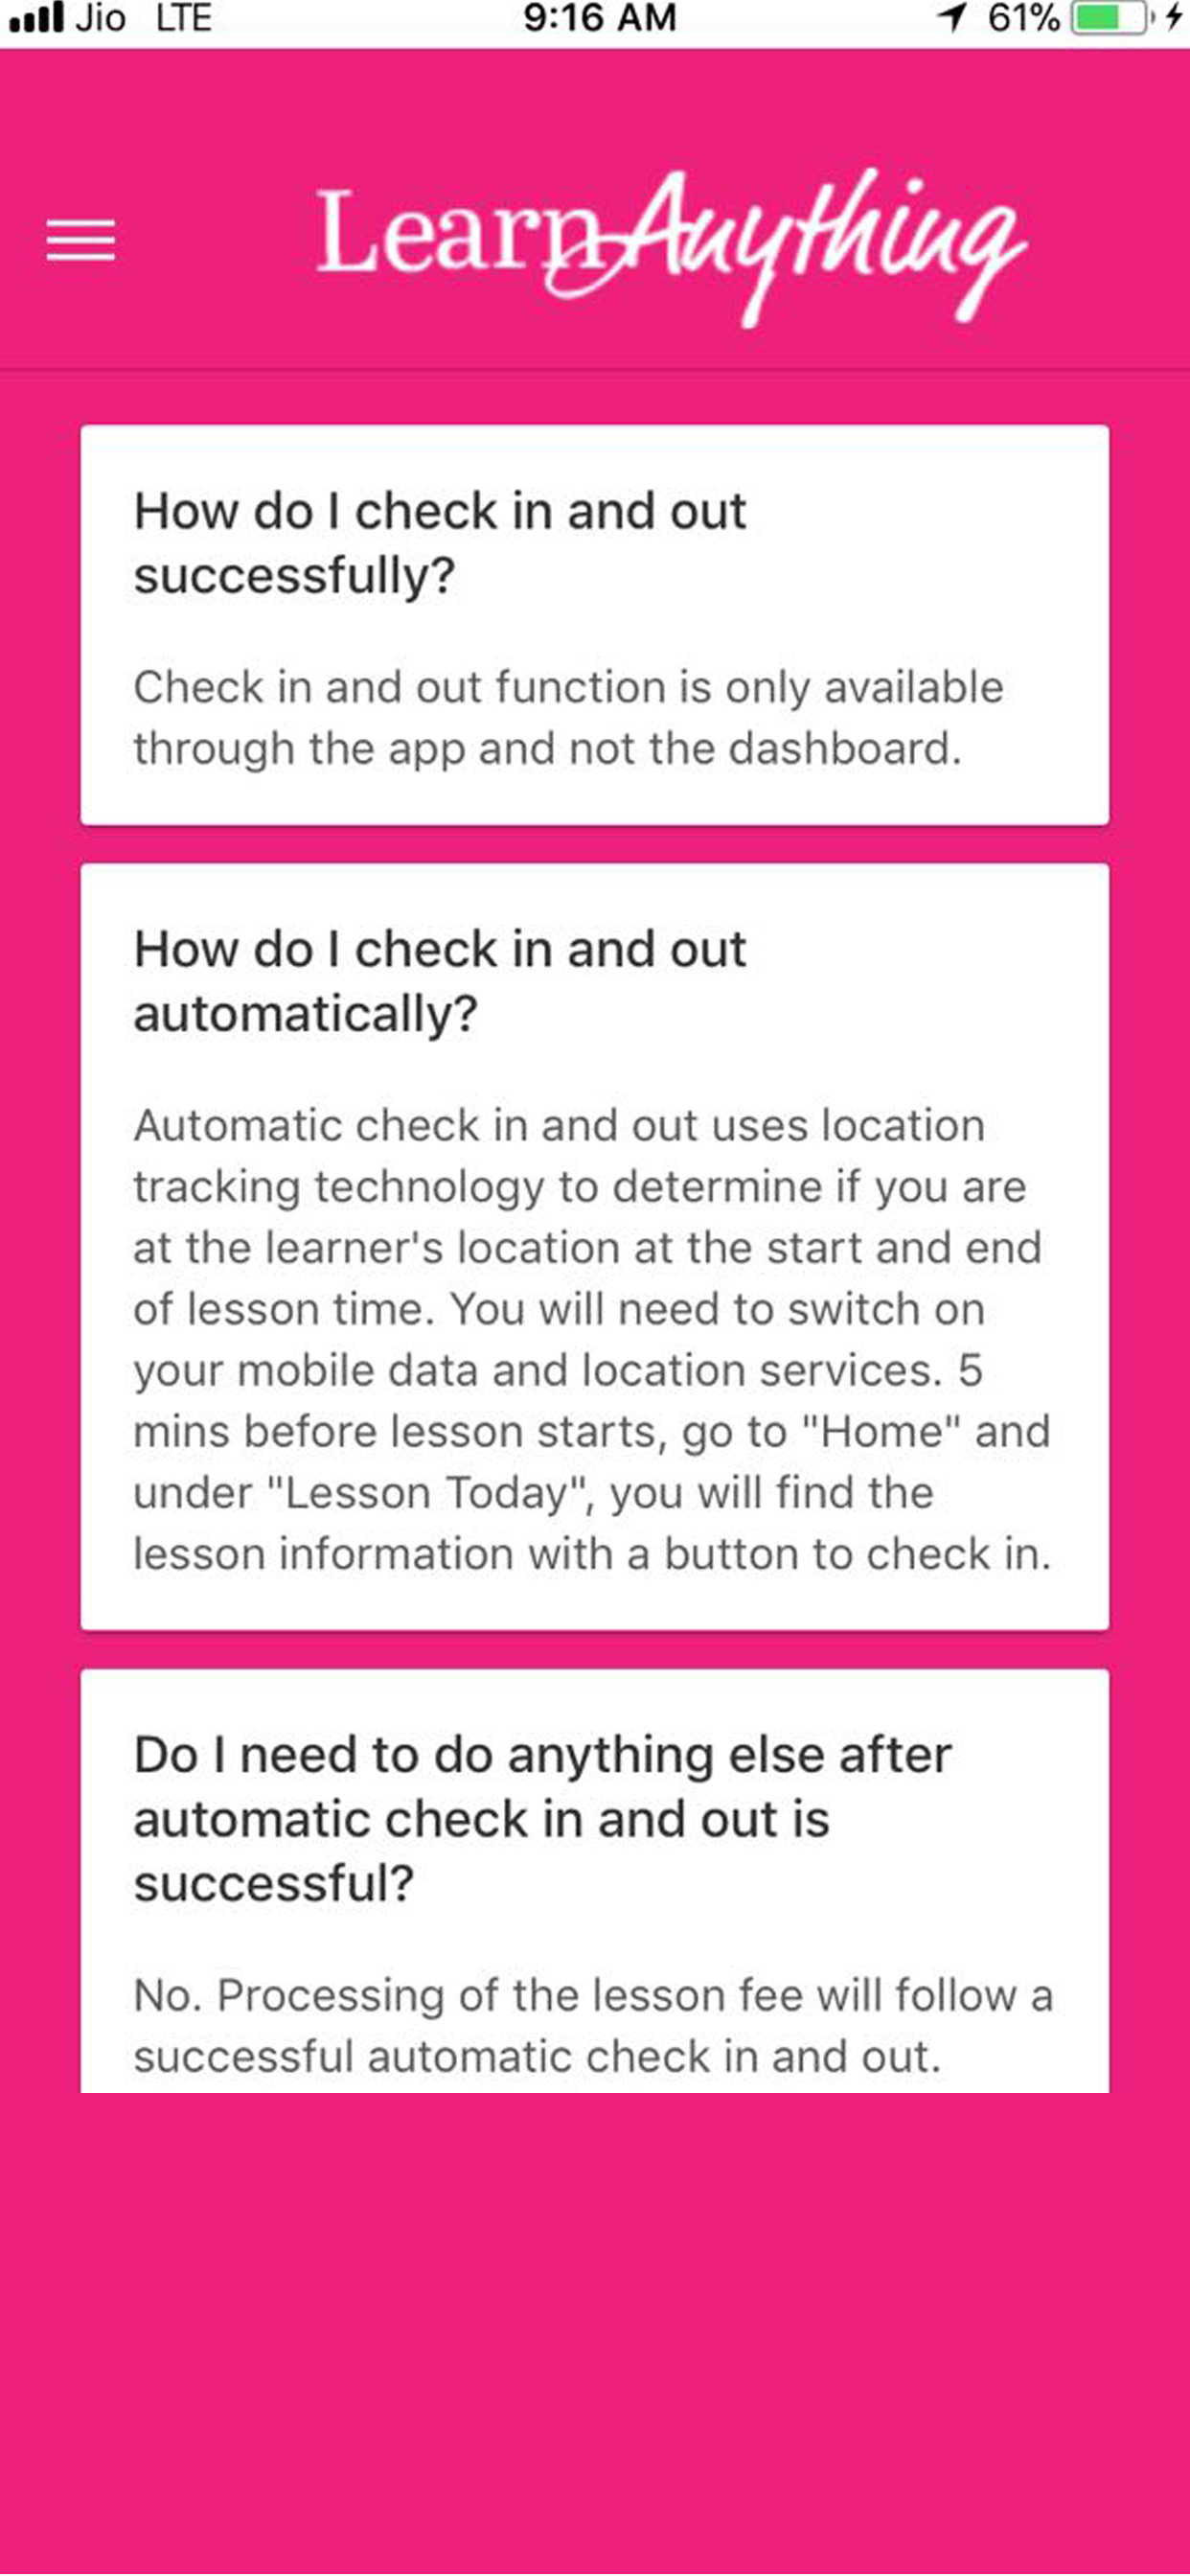 Jio LTE 9:16 AM 61%
LearnAnything
How do I check in and out
successfully?
Check in and out function is only available
through the app and not the dashboard.
How do I check in and out
automatically?
Automatic check in and out uses location
tracking technology to determine if you are
at the learner's location at the start and end
of lesson time. You will need to switch on
your mobile data and location services. 5
mins before lesson starts, go to "Home" and
under "Lesson Today", you will find the
lesson information with a button to check in.
Do I need to do anything else after
automatic check in and out is
successful?
No. Processing of the lesson fee will follow a
successful automatic check in and out.